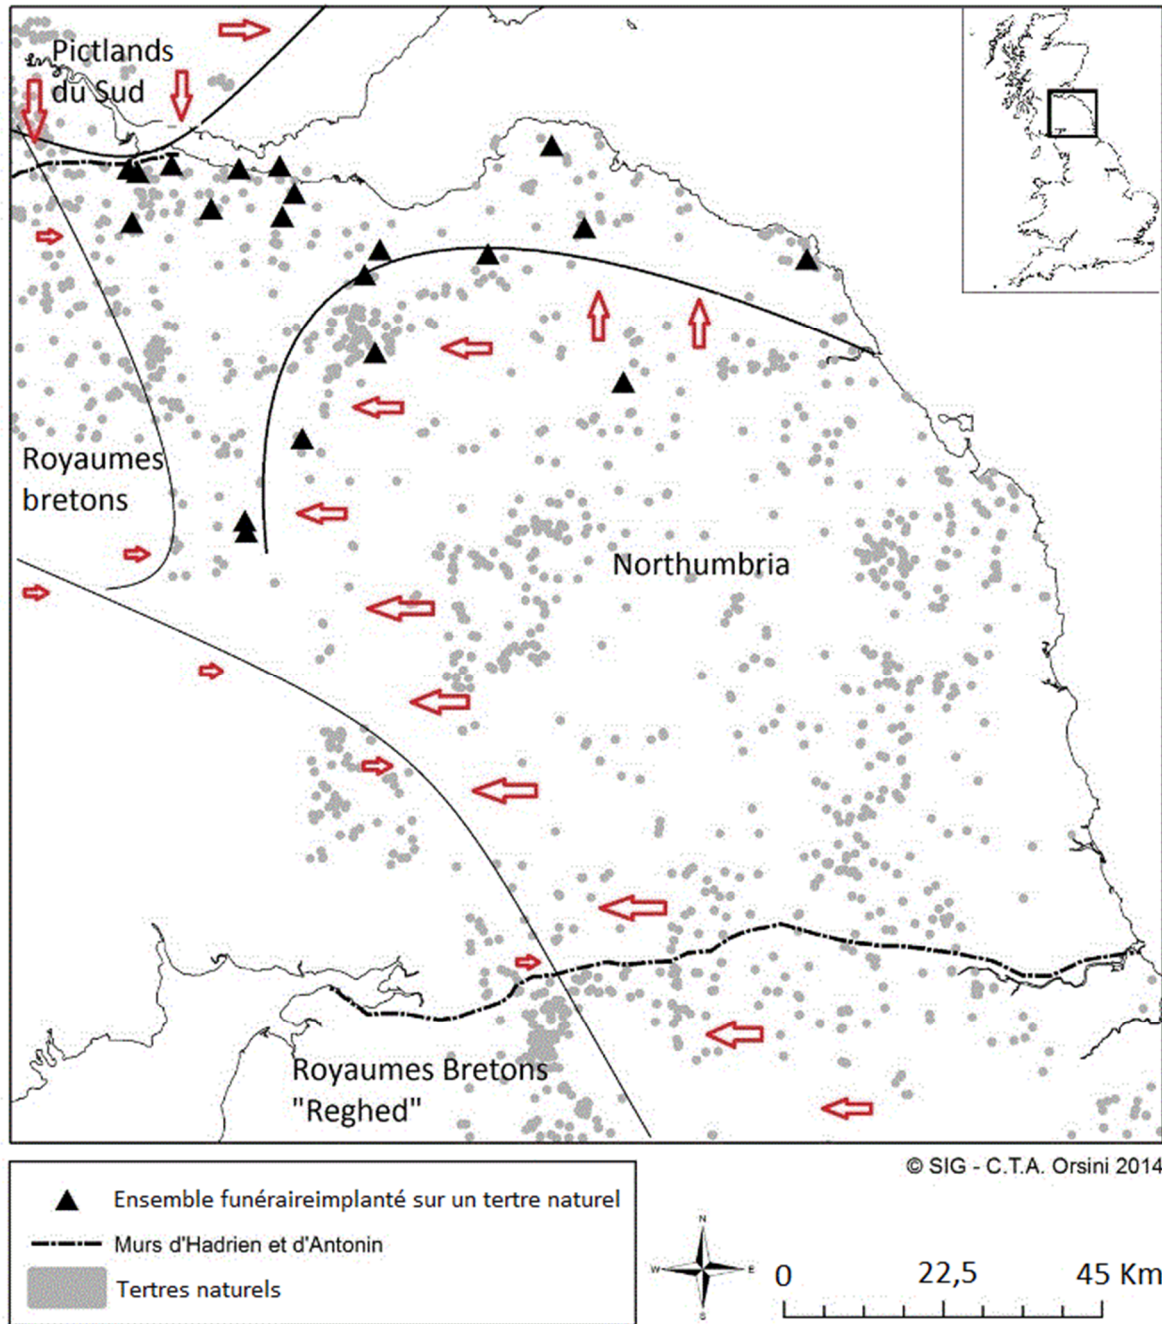 Pictlands
du Sud
Royaumes
bretons
Northumbria
Royaumes Bretons
"Reghed"
© SIG - C.T.A. Orsini 2014
Ensemble funéraireimplanté sur un tertre naturel
Murs d'Hadrien et d'Antonin
Tertres naturels
N
W E
S
0 22,5 45 Km